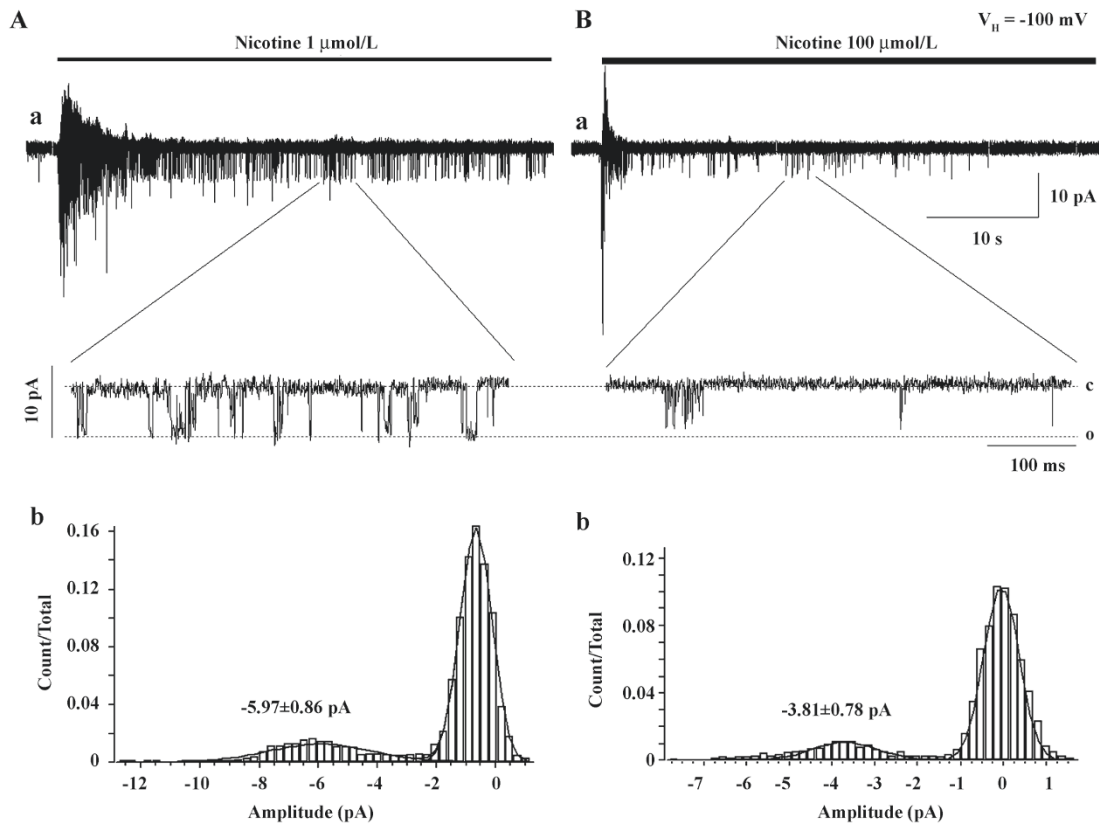 A
B
V_H = -100 mV
Nicotine 1 μmol/L
Nicotine 100 μmol/L
a
a
10 pA
10 s
10 pA
c
o
100 ms
b
b
0.16
0.12
0.08
0.04
0
Count/Total
-5.97±0.86 pA
-12 -10 -8 -6 -4 -2 0
Amplitude (pA)
0.12
0.08
0.04
0
Count/Total
-3.81±0.78 pA
-7 -6 -5 -4 -3 -2 -1 0 1
Amplitude (pA)